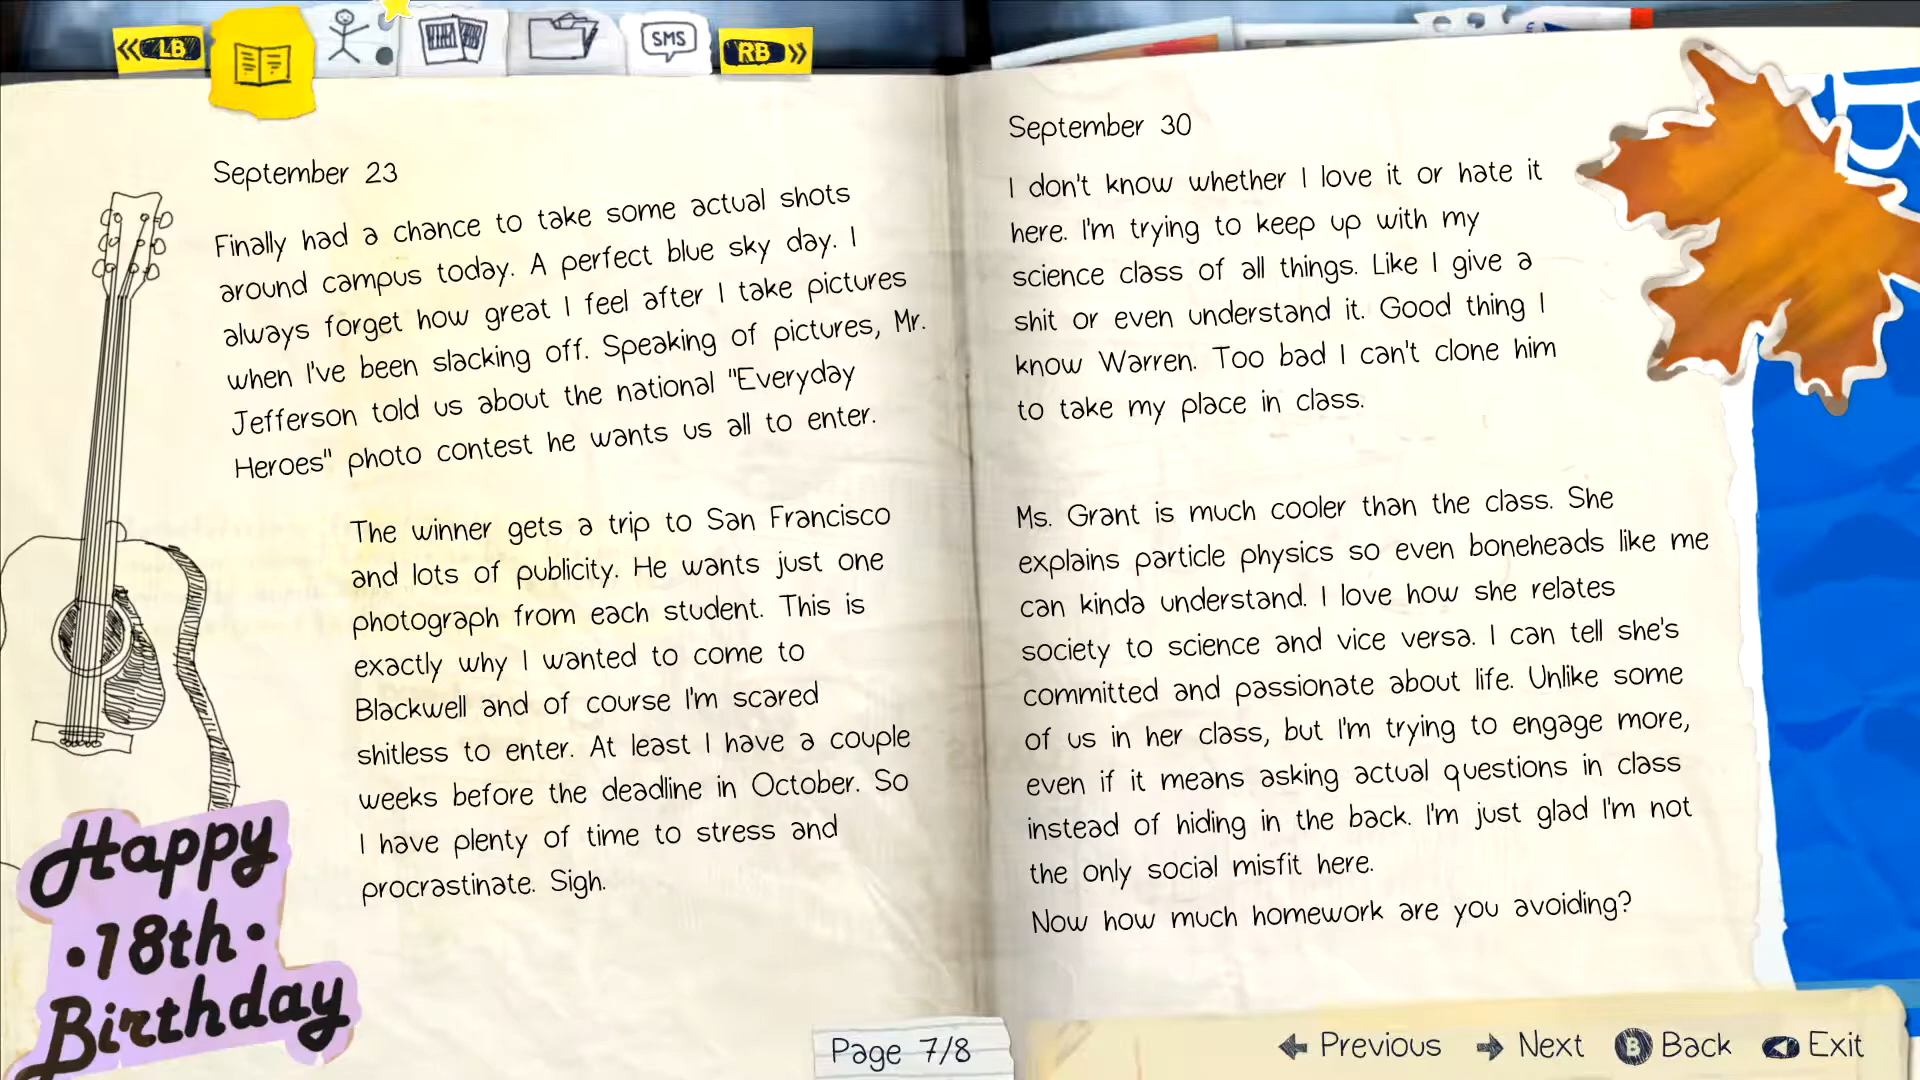 LB
SMS
RB
September 23
Finally had a chance to take some actual shots
around campus today. A perfect blue sky day. I
always forget how great I feel after I take pictures
when I've been slacking off. Speaking of pictures, Mr.
Jefferson told us about the national "Everyday
Heroes" photo contest he wants us all to enter.
The winner gets a trip to San Francisco
and lots of publicity. He wants just one
photograph from each student. This is
exactly why I wanted to come to
Blackwell and of course I'm scared
shitless to enter. At least I have a couple
weeks before the deadline in October. So
I have plenty of time to stress and
procrastinate. Sigh.
Happy
•18th•
Birthday
September 30
I don't know whether I love it or hate it
here. I'm trying to keep up with my
science class of all things. Like I give a
shit or even understand it. Good thing I
know Warren. Too bad I can't clone him
to take my place in class.
Ms. Grant is much cooler than the class. She
explains particle physics so even boneheads like me
can kinda understand. I love how she relates
society to science and vice versa. I can tell she's
committed and passionate about life. Unlike some
of us in her class, but I'm trying to engage more,
even if it means asking actual questions in class
instead of hiding in the back. I'm just glad I'm not
the only social misfit here.
Now how much homework are you avoiding?
Page 7/8
Previous Next B Back Exit